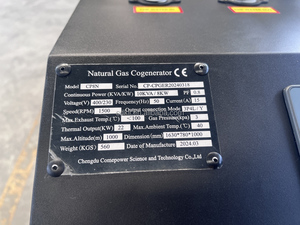 Natural Gas Cogenerator CE
Model CP8N Serial No. CP-CPGER20240318
Continuous Power (KVA/KW) 10KVA / 8KW PF 0.8
Voltage(V) 400/230 Frequency(Hz) 50 Current(A) 15
Speed(RPM) 1500 Output connection Mode 3P4L/Y
Max.Exhaust Temp.(℃) <100 Gas Pressure(kpa) 3
Thermal Output(KW) 22 Max.Ambient Temp(℃) 40
Max.Altitude(m) 1000 Dimension(mm) 1630*780*1000
Weight (KGS) 560 Date of Manufacture 2024.03
Chengdu Comepower Science and Technology Co.,Ltd